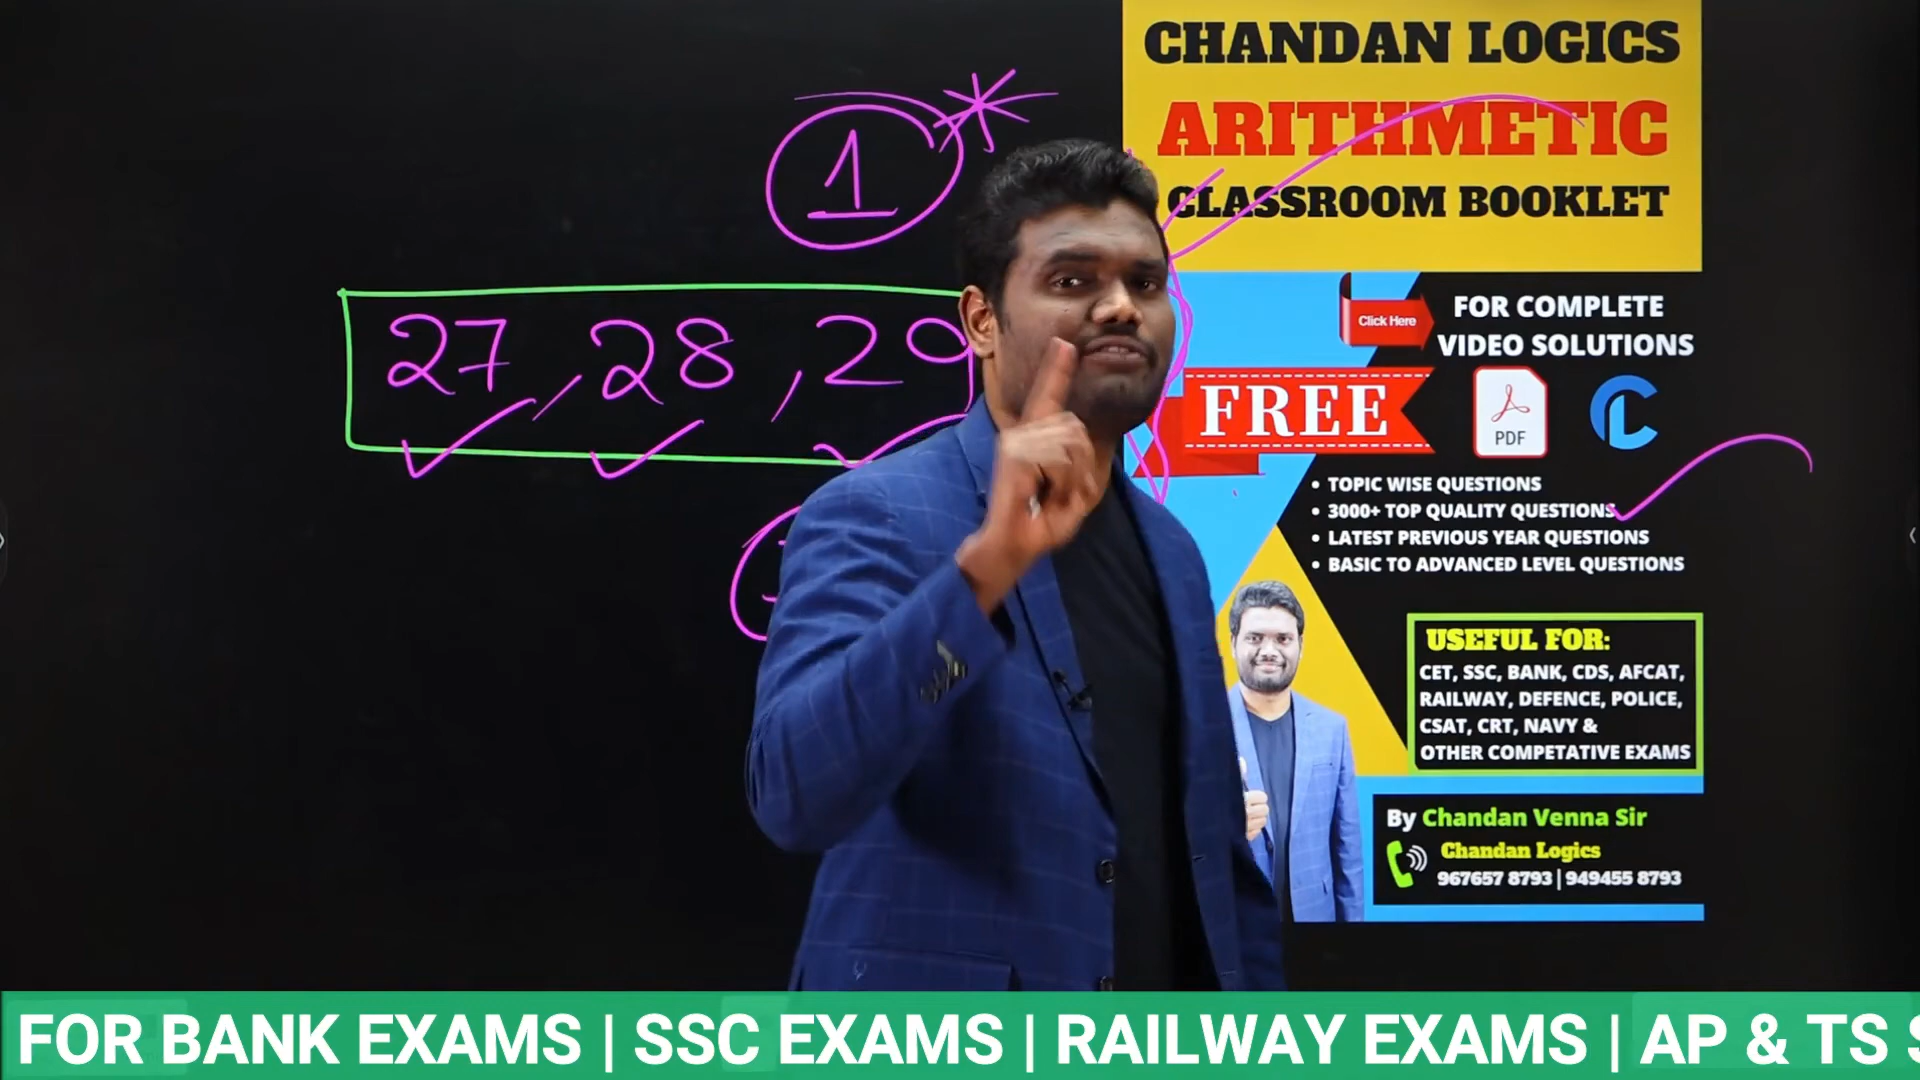 CHANDAN LOGICS
ARITHMETIC
CLASSROOM BOOKLET
1
27, 28, 29
Click Here
FOR COMPLETE
VIDEO SOLUTIONS
FREE
PDF
• TOPIC WISE QUESTIONS
• 3000+ TOP QUALITY QUESTIONS
• LATEST PREVIOUS YEAR QUESTIONS
• BASIC TO ADVANCED LEVEL QUESTIONS
USEFUL FOR:
CET, SSC, BANK, CDS, AFCAT,
RAILWAY, DEFENCE, POLICE,
CSAT, CRT, NAVY &
OTHER COMPETATIVE EXAMS
By Chandan Venna Sir
Chandan Logics
967657 8793 | 949455 8793
FOR BANK EXAMS | SSC EXAMS | RAILWAY EXAMS | AP & TS S